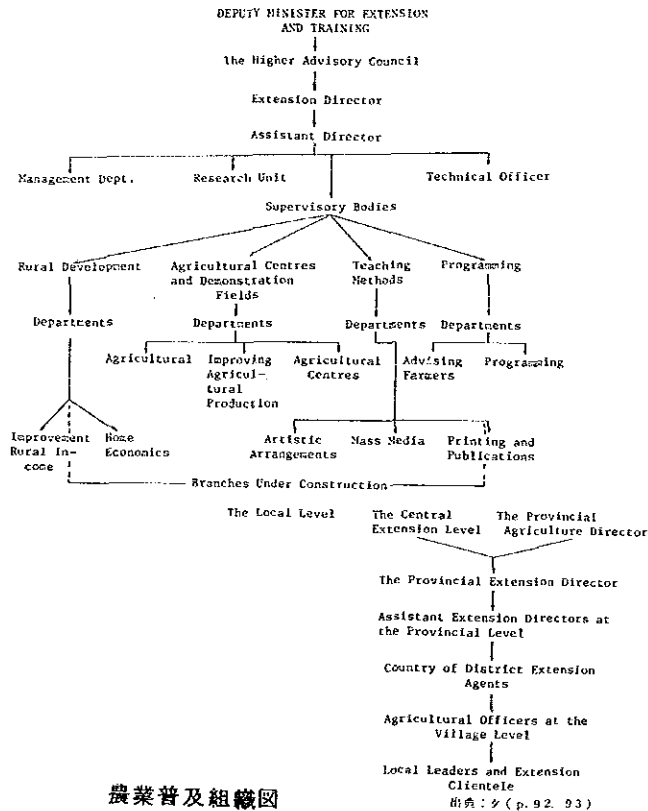 DEPUTY MINISTER FOR EXTENSION
AND TRAINING
The Higher Advisory Council
Extension Director
Assistant Director
Management Dept.
Research Unit
Technical Officer
Supervisory Bodies
Rural Development
Agricultural Centres
and Demonstration
Fields
Teaching
Methods
Programming
Departments
Departments
Departments
Departments
Agricultural
Improving
Agricul-
tural
Production
Agricultural
Centres
Advising
Farmers
Programming
Improvement
Rural In-
come
Home
Economics
Artistic
Arrangements
Mass Media
Printing and
Publications
Branches Under Construction
The Local Level
The Central
Extension Level
The Provincial
Agriculture Director
The Provincial Extension Director
Assistant Extension Directors at
the Provincial Level
Country of District Extension
Agents
Agricultural Officers at the
Village Level
Local Leaders and Extension
Clientele
農業普及組織図
出典:タ(p.92. 93)